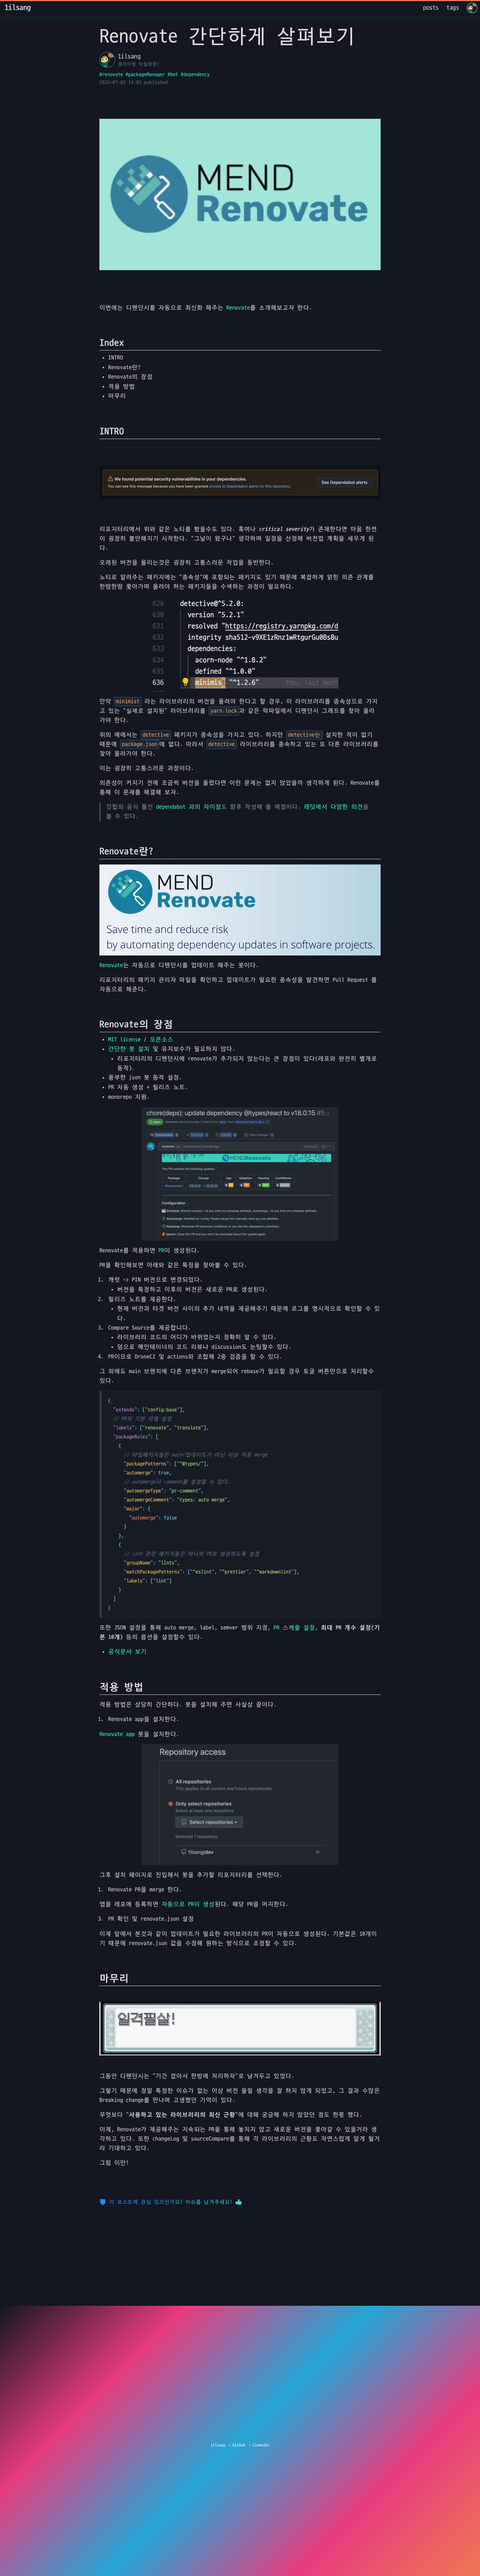 1ilsang
posts tags
Renovate 간단하게 살펴보기
1ilsang
클라이밍 하실래염?
#renovate #packageManager #bot #dependency
2022-07-02 14:01 published
MEND
Renovate
이번에는 디펜던시를 자동으로 최신화 해주는 Renovate를 소개해보고자 한다.
Index
• INTRO
• Renovate란?
• Renovate의 장점
• 적용 방법
• 마무리
INTRO
We found potential security vulnerabilities in your dependencies.
You can see this message because you have been granted access to Dependabot alerts for this repository.
See Dependabot alerts
리포지터리에서 위와 같은 노티를 받을수도 있다. 혹여나 critical severity가 존재한다면 마음 한켠
이 굉장히 불안해지기 시작한다. "그날이 왔구나" 생각하며 일정을 산정해 버전업 계획을 세우게 된
다.
오래된 버전을 올리는것은 굉장히 고통스러운 작업을 동반한다.
노티로 알려주는 패키지에는 "종속성"에 포함되는 패키지도 있기 때문에 복잡하게 얽힌 의존 관계를
한땀한땀 쫓아가며 올려야 하는 패키지들을 수색하는 과정이 필요하다.
629 detective@^5.2.0:
630 version "5.2.1"
631 resolved "https://registry.yarnpkg.com/d
632 integrity sha512-v9XE1zRnz1wRtgurGu0Bs8u
633 dependencies:
634 acorn-node "^1.8.2"
635 defined "^1.0.0"
636 minimist "^1.2.6" You, last mont
만약 minimist 라는 라이브러리의 버전을 올려야 한다고 할 경우, 이 라이브러리를 종속성으로 가지
고 있는 "실제로 설치된" 라이브러리를 yarn.lock과 같은 락파일에서 디펜던시 그래프를 찾아 올라
가야 한다.
위의 예에서는 detective 패키지가 종속성을 가지고 있다. 하지만 detective는 설치한 적이 없기
때문에 package.json에 없다. 따라서 detective 라이브러리를 종속하고 있는 또 다른 라이브러리를
찾아 올라가야 한다.
이는 굉장히 고통스러운 과정이다.
의존성이 커지기 전에 조금씩 버전을 올렸다면 이런 문제는 없지 않았을까 생각하게 된다. Renovate를
통해 이 문제를 해결해 보자.
깃헙의 공식 툴인 dependabot 과의 차이점도 향후 작성해 볼 예정이다. 레딧에서 다양한 의견을
볼 수 있다.
Renovate란?
MEND
Renovate
Save time and reduce risk
by automating dependency updates in software projects.
Renovate는 자동으로 디펜던시를 업데이트 해주는 봇이다.
리포지터리의 패키지 관리자 파일을 확인하고 업데이트가 필요한 종속성을 발견하면 Pull Request 를
자동으로 해준다.
Renovate의 장점
• MIT license / 오픈소스
• 간단한 봇 설치 및 유지보수가 필요하지 않다.
• 리포지터리의 디펜던시에 renovate가 추가되지 않는다는 큰 장점이 있다(레포와 완전히 별개로
동작).
• 풍부한 json 봇 동작 설정.
• PR 자동 생성 + 릴리즈 노트.
• monorepo 지원.
chore(deps): update dependency @types/react to v18.0.15 #5
MEND Renovate
This PR contains the following updates:
Package Change Age Adoption Passing Confidence
Configuration
Renovate를 적용하면 PR이 생성된다.
PR을 확인해보면 아래와 같은 특징을 찾아볼 수 있다.
1. 캐럿 -> PIN 버전으로 변경되었다.
• 버전을 특정하고 이후의 버전은 새로운 PR로 생성된다.
2. 릴리즈 노트를 제공한다.
• 현재 버전과 타겟 버전 사이의 추가 내역을 제공해주기 때문에 로그를 명시적으로 확인할 수 있
다.
3. Compare Source를 제공합니다.
• 라이브러리 코드의 어디가 바뀌었는지 정확히 알 수 있다.
• 덤으로 메인테이너의 코드 리뷰나 discussion도 눈팅할수 있다.
4. PR이므로 DroneCI 및 actions와 조합해 2중 검증을 할 수 있다.
그 외에도 main 브랜치에 다른 브랜치가 merge되어 rebase가 필요할 경우 토글 버튼만으로 처리할수
있다.
{
"extends": ["config:base"],
// PR의 기본 라벨 설정
"labels": ["renovate", "translate"],
"packageRules": [
{
// 타입패키지들은 major업데이트가 아닌 이상 자동 merge
"packagePatterns": ["^@types/"],
"automerge": true,
// automerge시 comment를 설정할 수 있다.
"automergeType": "pr-comment",
"automergeComment": "types: auto merge",
"major": {
"automerge": false
}
},
{
// lint 관련 패키지들은 하나의 PR로 생성하도록 설정
"groupName": "lints",
"matchPackagePatterns": ["^eslint", "^prettier", "^markdownlint"],
"labels": ["lint"]
}
]
}
또한 JSON 설정을 통해 auto merge, label, semver 범위 지정, PR 스케줄 설정, 최대 PR 개수 설정(기
본 10개) 등의 옵션을 설정할수 있다.
• 공식문서 보기
적용 방법
적용 방법은 상당히 간단하다. 봇을 설치해 주면 사실상 끝이다.
1. Renovate app을 설치한다.
Renovate app 봇을 설치한다.
Repository access
All repositories
This applies to all current and future repositories.
Only select repositories
Select at least one repository.
Select repositories
Selected 1 repository.
1ilsang/dev
그후 설치 페이지로 진입해서 봇을 추가할 리포지터리를 선택한다.
1. Renovate PR을 merge 한다.
앱을 레포에 등록하면 자동으로 PR이 생성된다. 해당 PR을 머지한다.
3. PR 확인 및 renovate.json 설정
이제 앞에서 본것과 같이 업데이트가 필요한 라이브러리의 PR이 자동으로 생성된다. 기본값은 10개이
기 때문에 renovate.json 값을 수정해 원하는 방식으로 조정할 수 있다.
마무리
일격필살!
그동안 디펜던시는 "기간 잡아서 한방에 처리하자"로 남겨두고 있었다.
그렇기 때문에 정말 특정한 이슈가 없는 이상 버전 올릴 생각을 잘 하지 않게 되었고, 그 결과 수많은
Breaking change를 만나며 고생했던 기억이 있다.
무엇보다 "사용하고 있는 라이브러리의 최신 근황"에 대해 궁금해 하지 않았던 점도 한몫 했다.
이제, Renovate가 제공해주는 지속되는 PR을 통해 놓치지 않고 새로운 버전을 쫓아갈 수 있을거라 생
각하고 있다. 또한 changeLog 및 sourceCompare를 통해 각 라이브러리의 근황도 자연스럽게 알게 될거
라 기대하고 있다.
그럼 이만!
이 포스트에 관심 있으신가요? 이슈를 남겨주세요!
1ilsang - GitHub - LinkedIn